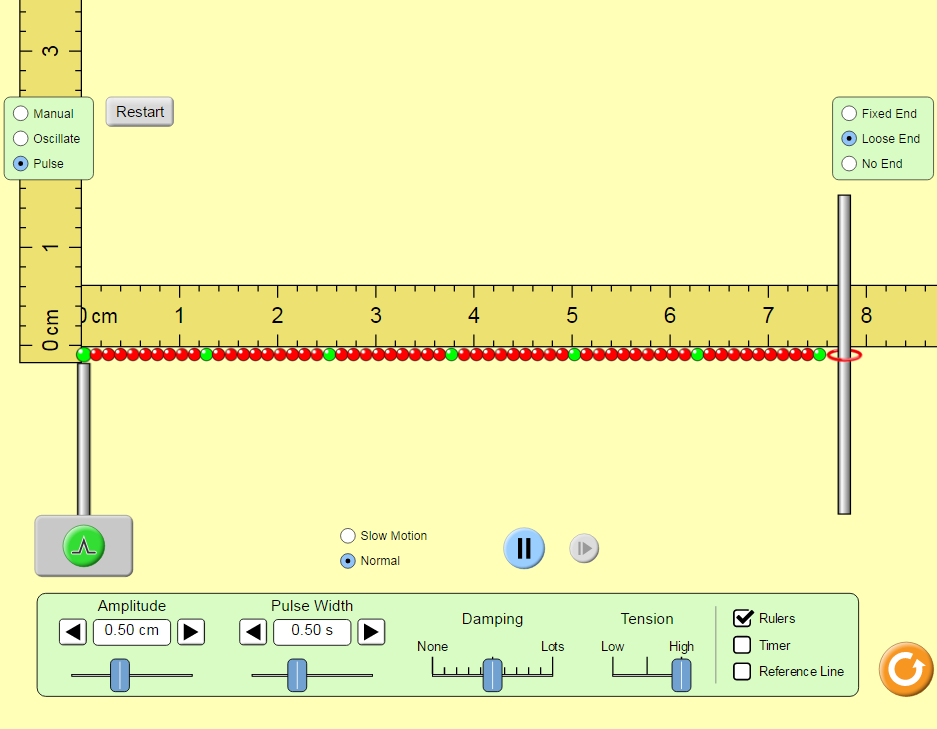 3
Manual
Oscillate
Pulse
Restart
Fixed End
Loose End
No End
1
0 cm
0 cm 1 2 3 4 5 6 7 8
Slow Motion
Normal
Amplitude
0.50 cm
Pulse Width
0.50 s
Damping
None Lots
Tension
Low High
Rulers
Timer
Reference Line